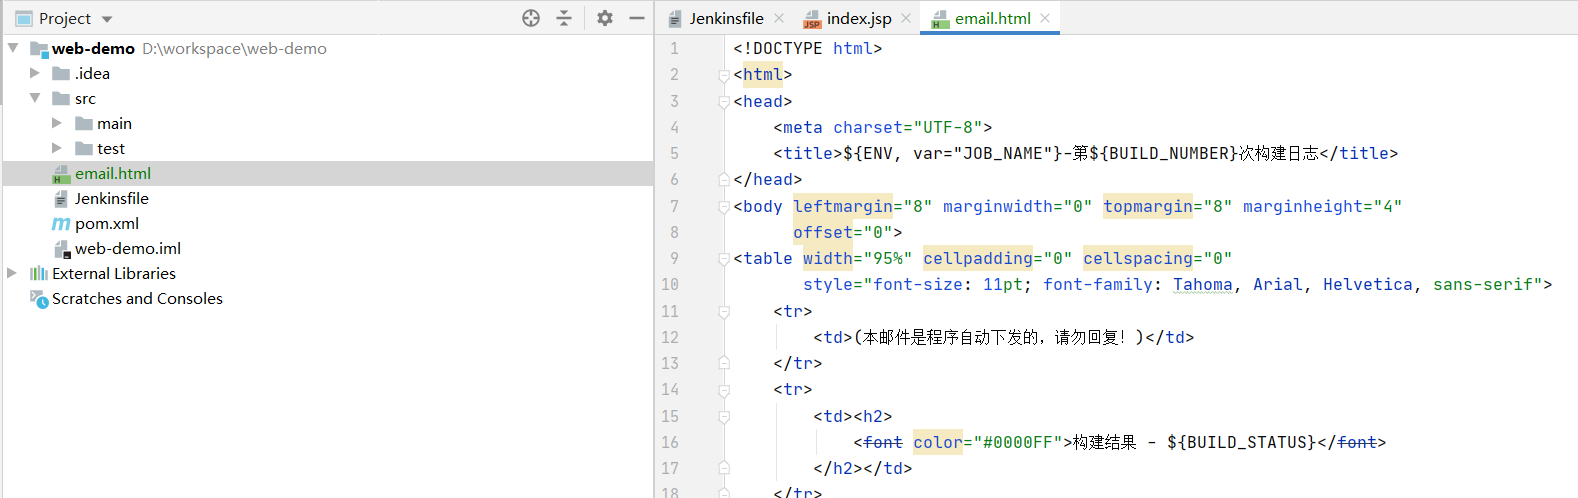 Project
web-demo D:\workspace\web-demo
.idea
src
main
test
email.html
Jenkinsfile
pom.xml
web-demo.iml
External Libraries
Scratches and Consoles
Jenkinsfile index.jsp email.html
1 <!DOCTYPE html>
2 <html>
3 <head>
4 <meta charset="UTF-8">
5 <title>${ENV, var="JOB_NAME"}-第${BUILD_NUMBER}次构建日志</title>
6 </head>
7 <body leftmargin="8" marginwidth="0" topmargin="8" marginheight="4"
8 offset="0">
9 <table width="95%" cellpadding="0" cellspacing="0"
10 style="font-size: 11pt; font-family: Tahoma, Arial, Helvetica, sans-serif">
11 <tr>
12 <td>(本邮件是程序自动下发的，请勿回复！)</td>
13 </tr>
14 <tr>
15 <td><h2>
16 <font color="#0000FF">构建结果 - ${BUILD_STATUS}</font>
17 </h2></td>
18 </tr>